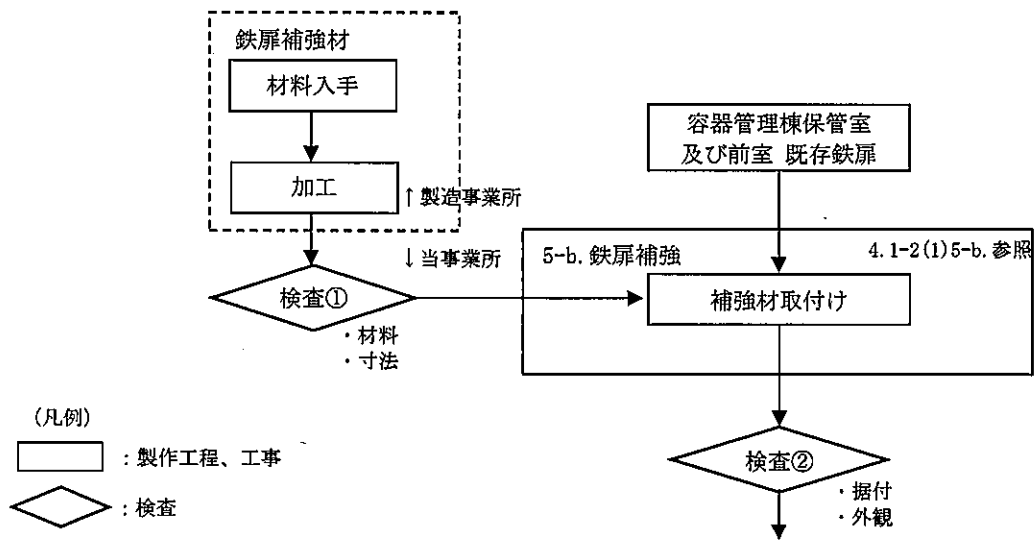 鉄扉補強材
材料入手
加工
↑製造事業所
↓当事業所
検査①
・材料
・寸法
容器管理棟保管室
及び前室 既存鉄扉
5-b. 鉄扉補強
4.1-2(1)5-b. 参照
補強材取付け
検査②
・据付
・外観
(凡例)
：製作工程、工事
：検査